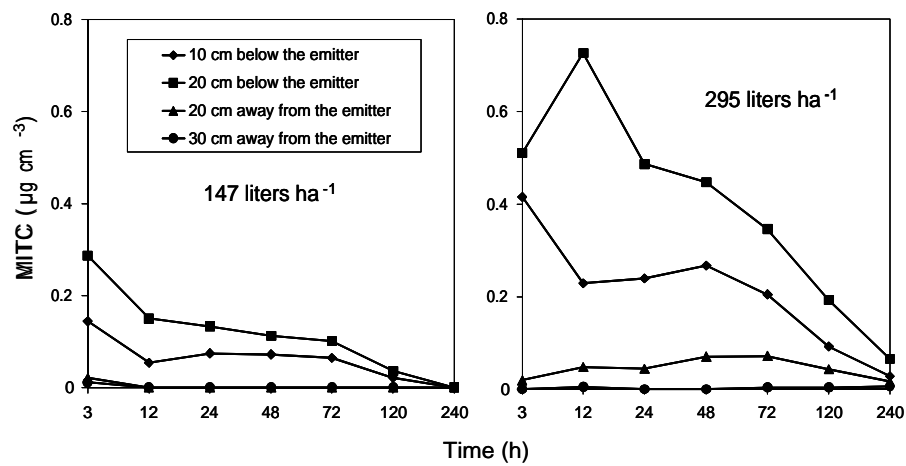 0.8
0.6
0.4
0.2
0
MITC ( µg cm -3)
10 cm below the emitter
20 cm below the emitter
20 cm away from the emitter
30 cm away from the emitter
147 liters ha-1
3 12 24 48 72 120 240
0.8
0.6
0.4
0.2
0
295 liters ha-1
3 12 24 48 72 120 240
Time (h)